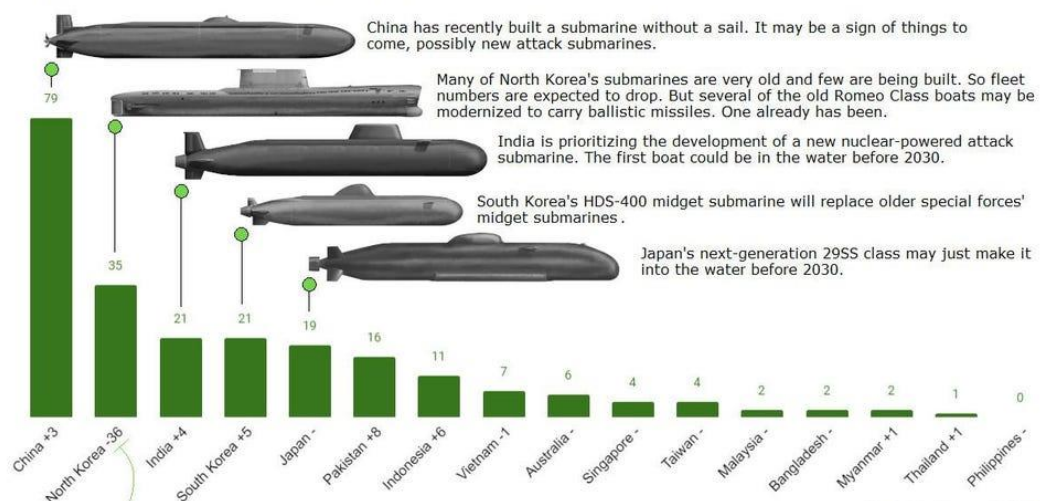 China has recently built a submarine without a sail. It may be a sign of things to
come, possibly new attack submarines.
Many of North Korea's submarines are very old and few are being built. So fleet
numbers are expected to drop. But several of the old Romeo Class boats may be
modernized to carry ballistic missiles. One already has been.
India is prioritizing the development of a new nuclear-powered attack
submarine. The first boat could be in the water before 2030.
South Korea's HDS-400 midget submarine will replace older special forces'
midget submarines.
Japan's next-generation 29SS class may just make it
into the water before 2030.
79
35
21
21
19
16
11
7
6
4
4
2
2
2
1
0
China +3
North Korea -36
India +4
South Korea +5
Japan -
Pakistan +8
Indonesia +6
Vietnam -1
Australia -
Singapore -
Taiwan -
Malaysia -
Bangladesh -
Myanmar +1
Thailand +1
Philippines -